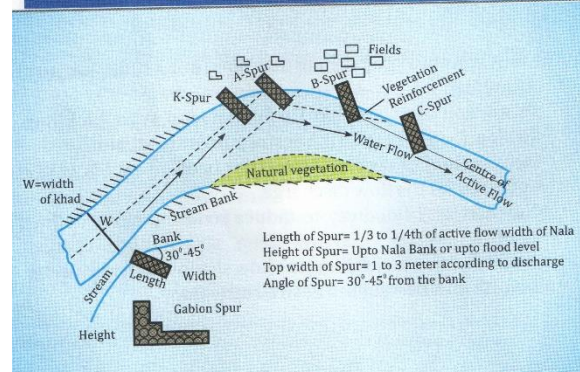 Fields
A-Spur
B-Spur
K-Spur
Vegetation
Reinforcement
C-Spur
Water Flow
Centre of
Active Flow
Natural vegetation
W=width
of khad
W
Stream Bank
Bank
30°-45°
Length
Width
Stream
Gabion Spur
Height
Length of Spur= 1/3 to 1/4th of active flow width of Nala
Height of Spur= Upto Nala Bank or upto flood level
Top width of Spur= 1 to 3 meter according to discharge
Angle of Spur= 30°-45° from the bank